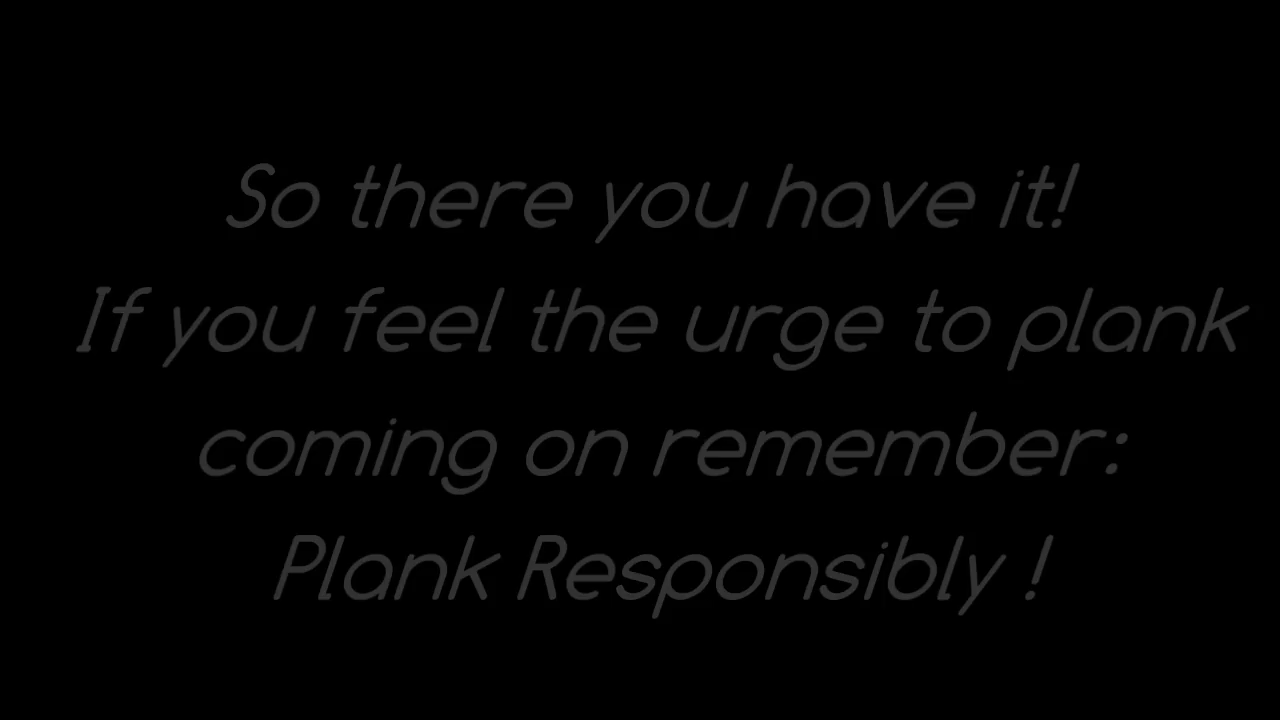 So there you have it!
If you feel the urge to plank
coming on remember:
Plank Responsibly !